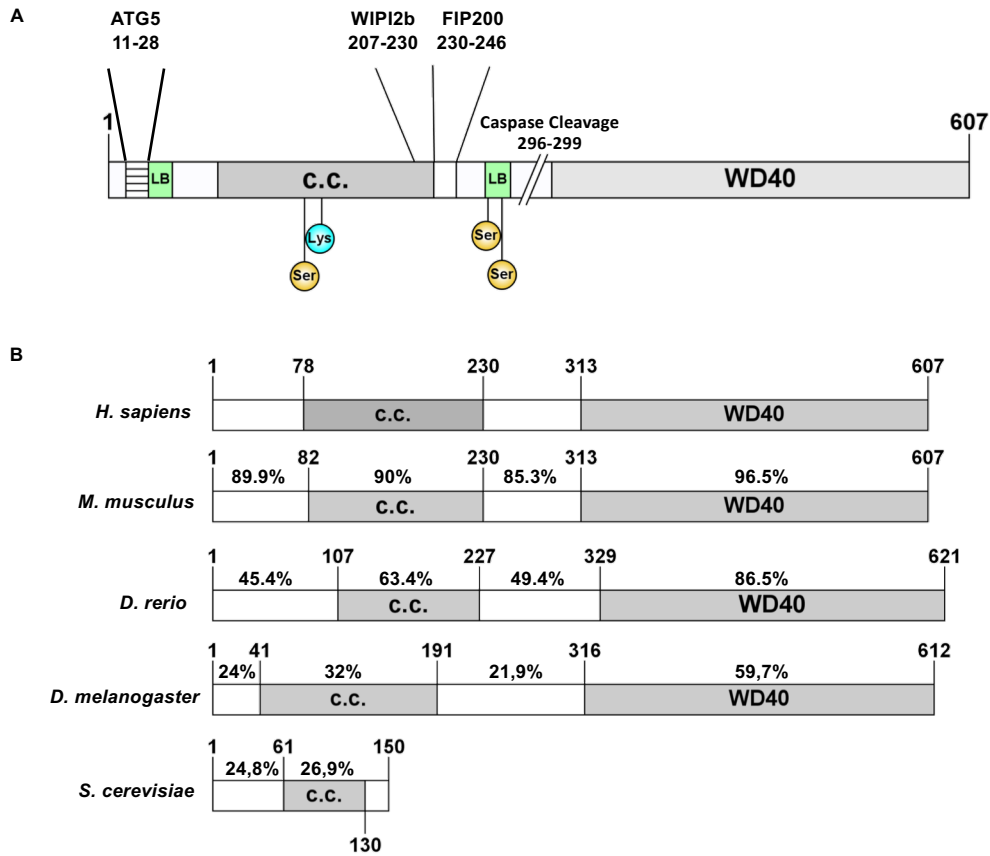 A
ATG5
11-28
WIPI2b
207-230
FIP200
230-246
Caspase Cleavage
296-299
1
607
LB
c.c.
LB
WD40
Lys
Ser
Ser
Ser
B
1 78 230 313 607
H. sapiens
c.c. WD40
1 82 230 313 607
89.9% 90% 85.3% 96.5%
M. musculus
c.c. WD40
1 107 227 329 621
45.4% 63.4% 49.4% 86.5%
D. rerio
c.c. WD40
1 41 191 316 612
24% 32% 21,9% 59,7%
D. melanogaster
c.c. WD40
1 61 150
24,8% 26,9%
S. cerevisiae
c.c.
130